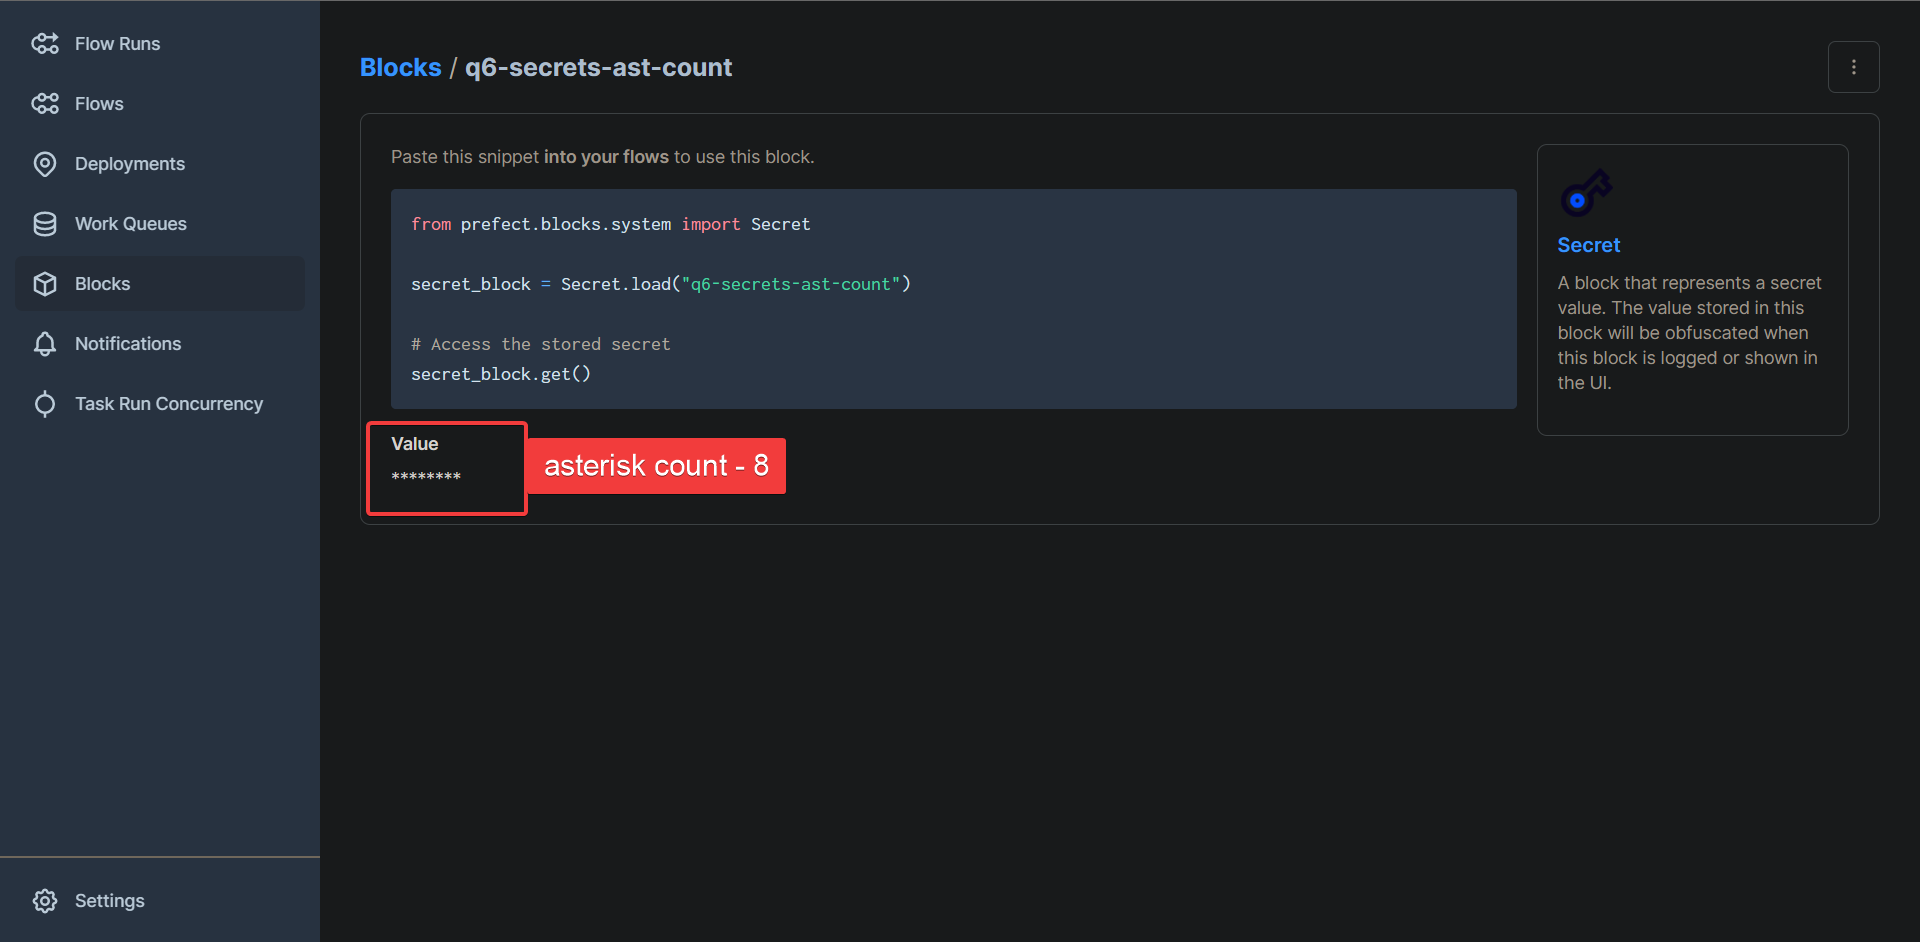 Flow Runs
Flows
Deployments
Work Queues
Blocks
Notifications
Task Run Concurrency
Settings
Blocks / q6-secrets-ast-count
Paste this snippet into your flows to use this block.
from prefect.blocks.system import Secret
secret_block = Secret.load("q6-secrets-ast-count")
# Access the stored secret
secret_block.get()
Value
********
asterisk count - 8
Secret
A block that represents a secret
value. The value stored in this
block will be obfuscated when
this block is logged or shown in
the UI.